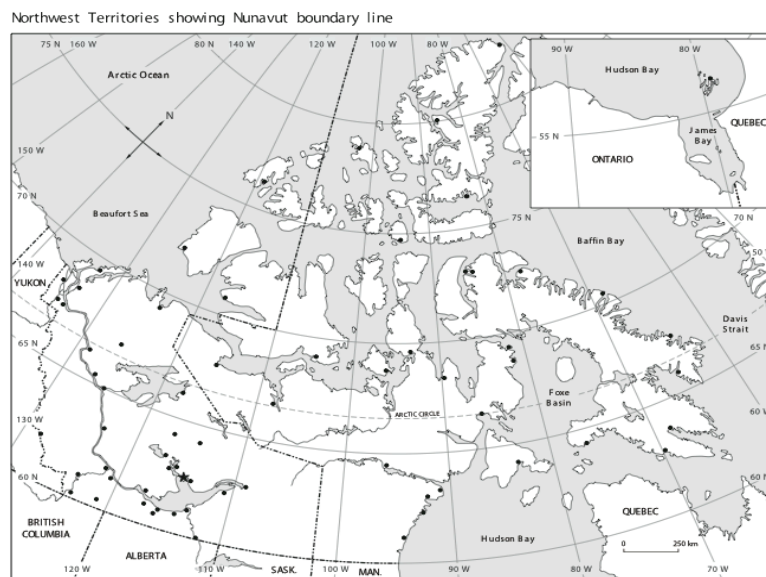 Northwest Territories showing Nunavut boundary line
75 N 160 W
80 N 140 W
120 W
100 W
80 W
90 W
80 W
Arctic Ocean
Hudson Bay
N
James
Bay
QUEBEC
55 N
ONTARIO
150 W
70 N
Beaufort Sea
75 N
70 N
Baffin Bay
140 W
YUKON
Davis
Strait
65 N
65 N
Foxe
Basin
ARCTIC CIRCLE
130 W
60 N
60 N
BRITISH
COLUMBIA
QUEBEC
Hudson Bay
0 250 km
ALBERTA
120 W
110 W
SASK.
100 W
MAN.
90 W
80 W
70 W